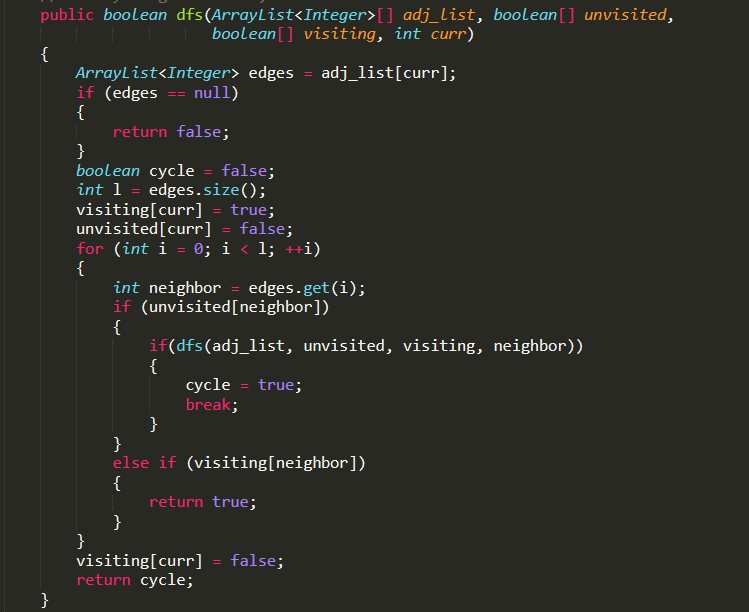 public boolean dfs(ArrayList<Integer>[] adj_list, boolean[] unvisited,
boolean[] visiting, int curr)
{
ArrayList<Integer> edges = adj_list[curr];
if (edges == null)
{
return false;
}
boolean cycle = false;
int l = edges.size();
visiting[curr] = true;
unvisited[curr] = false;
for (int i = 0; i < l; ++i)
{
int neighbor = edges.get(i);
if (unvisited[neighbor])
{
if(dfs(adj_list, unvisited, visiting, neighbor))
{
cycle = true;
break;
}
}
else if (visiting[neighbor])
{
return true;
}
}
visiting[curr] = false;
return cycle;
}